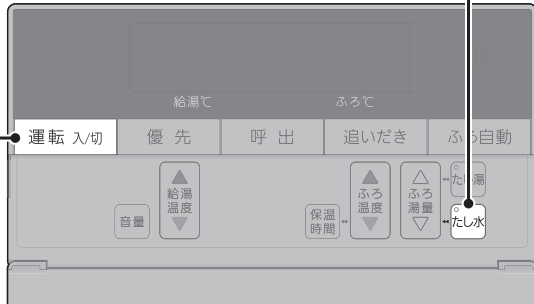 給湯℃ ふろ℃
運転 入/切 優先 呼出 追いだき ふろ自動
給湯温度
音量
保温時間
ふろ温度
ふろ湯量
たし湯
たし水